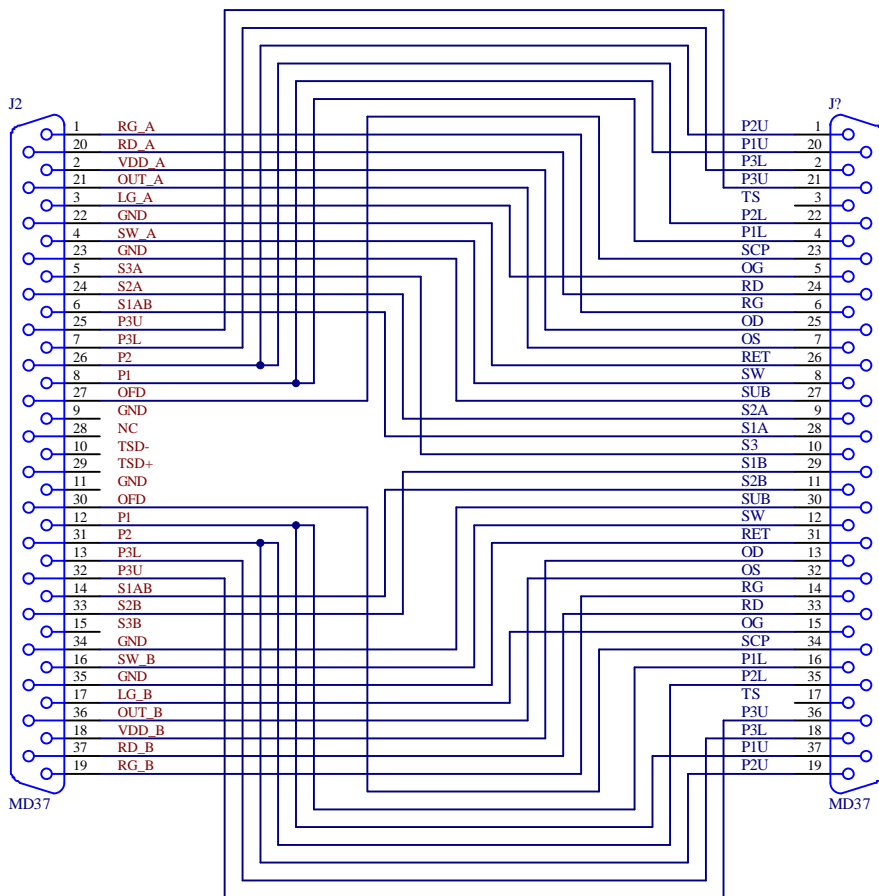 J2 J?
1 RG_A P2U 1
20 RD_A P1U 20
2 VDD_A P3L 2
21 OUT_A P3U 21
3 LG_A TS 3
22 GND P2L 22
4 SW_A P1L 4
23 GND SCP 23
5 S3A OG 5
24 S2A RD 24
6 S1AB RG 6
25 P3U OD 25
7 P3L OS 7
26 P2 RET 26
8 P1 SW 8
27 OFD SUB 27
9 GND S2A 9
28 NC S1A 28
10 TSD- S3 10
29 TSD+ S1B 29
11 GND S2B 11
30 OFD SUB 30
12 P1 SW 12
31 P2 RET 31
13 P3L OD 13
32 P3U OS 32
14 S1AB RG 14
33 S2B RD 33
15 S3B OG 15
34 GND SCP 34
16 SW_B P1L 16
35 GND P2L 35
17 LG_B TS 17
36 OUT_B P3U 36
18 VDD_B P3L 18
37 RD_B P1U 37
19 RG_B P2U 19
MD37 MD37